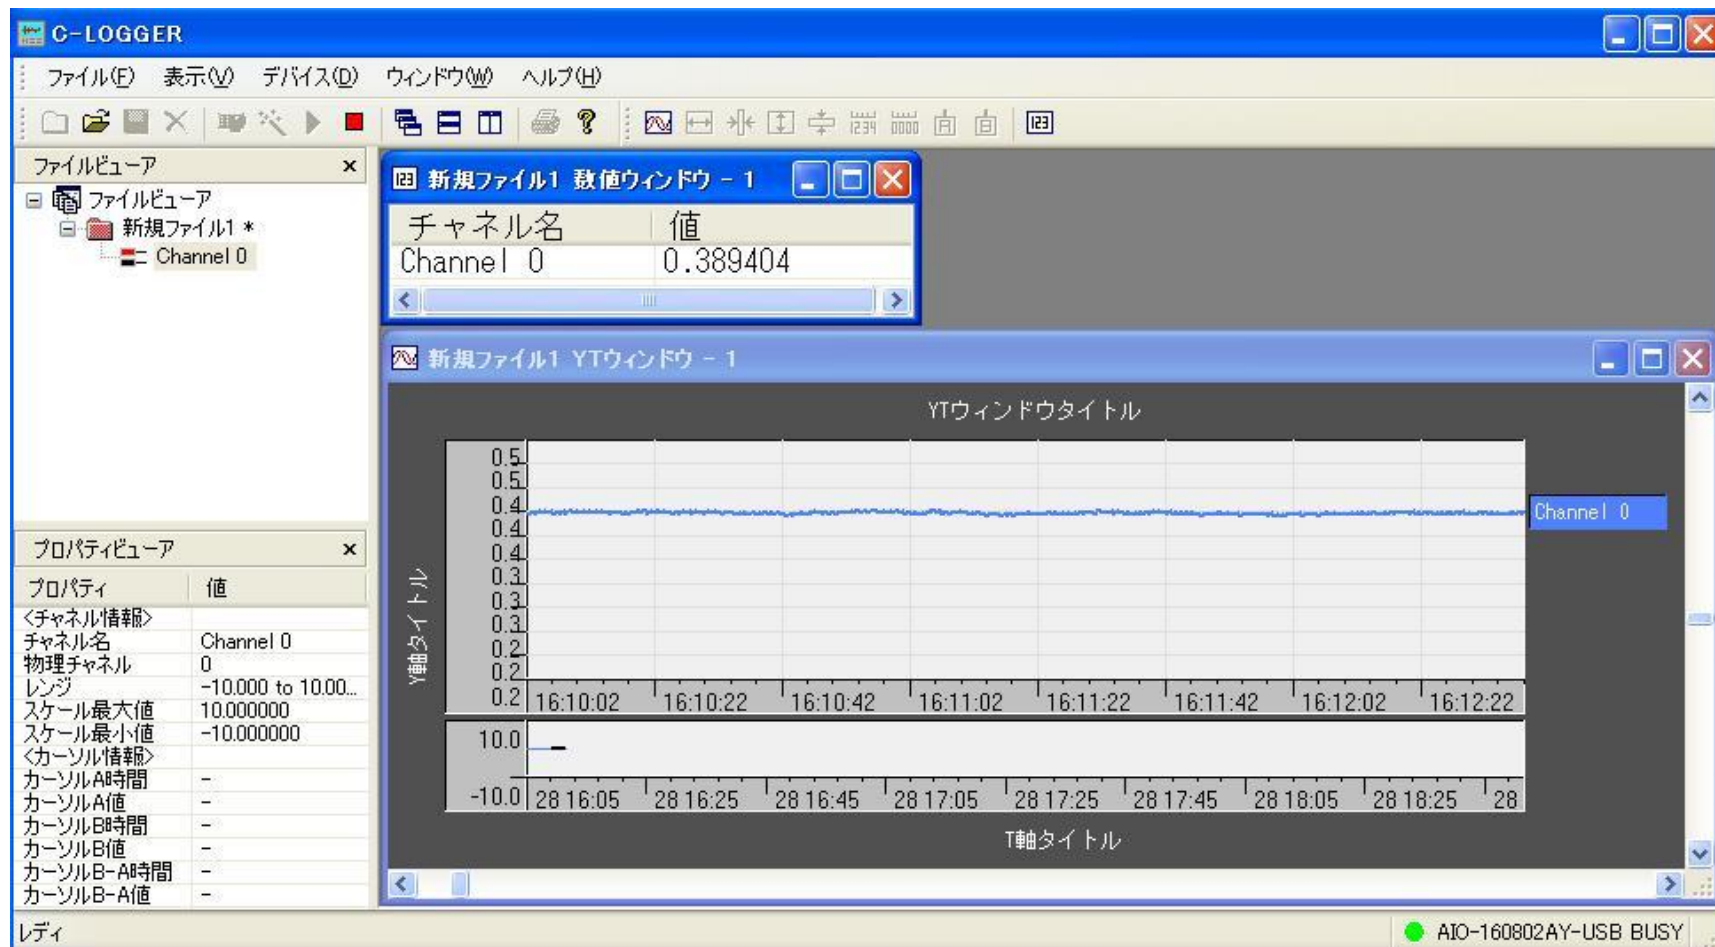 C-LOGGER
ファイル(F) 表示(V) デバイス(D) ウィンドウ(W) ヘルプ(H)
ファイルビューア
ファイルビューア
新規ファイル1 *
Channel 0
新規ファイル1 数値ウィンドウ - 1
チャネル名 値
Channel 0 0.389404
新規ファイル1 YTウィンドウ - 1
YTウィンドウタイトル
Y軸タイトル
0.5
0.5
0.4
0.4
0.4
0.3
0.3
0.3
0.2
0.2
0.2
16:10:02 16:10:22 16:10:42 16:11:02 16:11:22 16:11:42 16:12:02 16:12:22
Channel 0
10.0
-10.0
28 16:05 28 16:25 28 16:45 28 17:05 28 17:25 28 17:45 28 18:05 28 18:25 28
T軸タイトル
プロパティビューア
プロパティ 値
<チャネル情報>
チャネル名 Channel 0
物理チャネル 0
レンジ -10.000 to 10.00...
スケール最大値 10.000000
スケール最小値 -10.000000
<カーソル情報>
カーソルA時間 -
カーソルA値 -
カーソルB時間 -
カーソルB値 -
カーソルB-A時間 -
カーソルB-A値 -
レディ
AIO-160802AY-USB BUSY